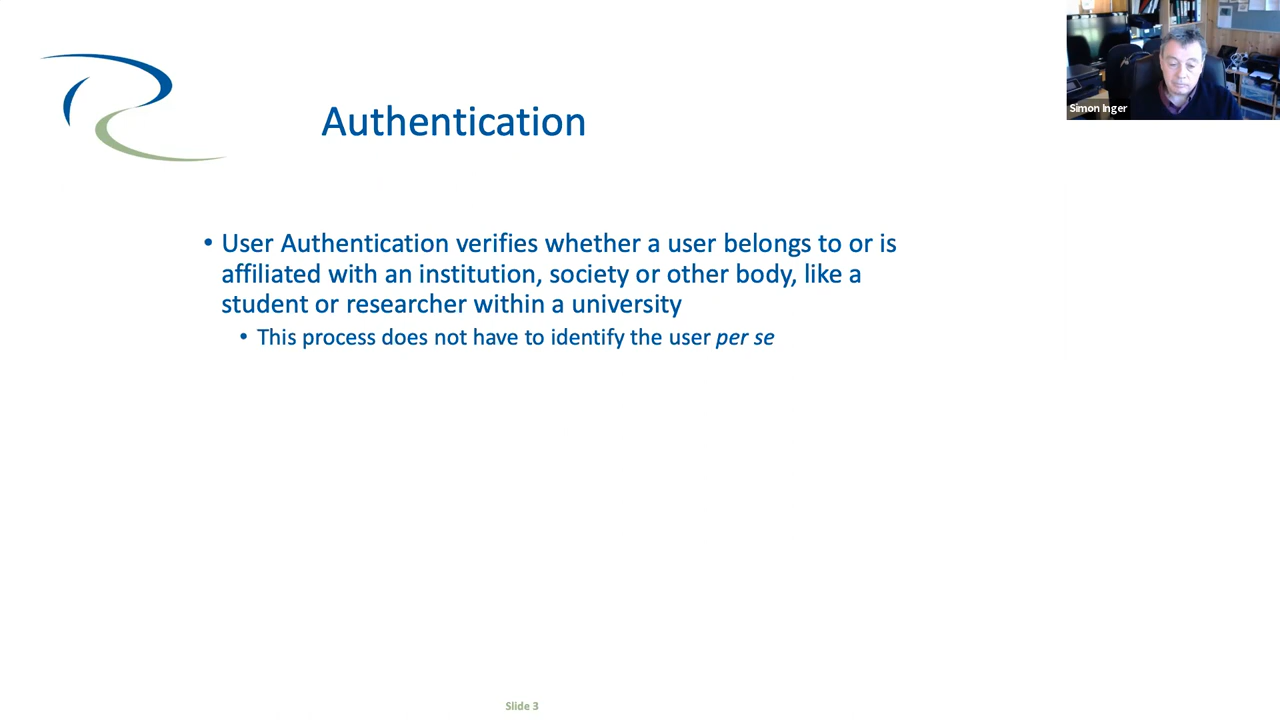 Simon Inger
Authentication
• User Authentication verifies whether a user belongs to or is
affiliated with an institution, society or other body, like a
student or researcher within a university
• This process does not have to identify the user per se
Slide 3